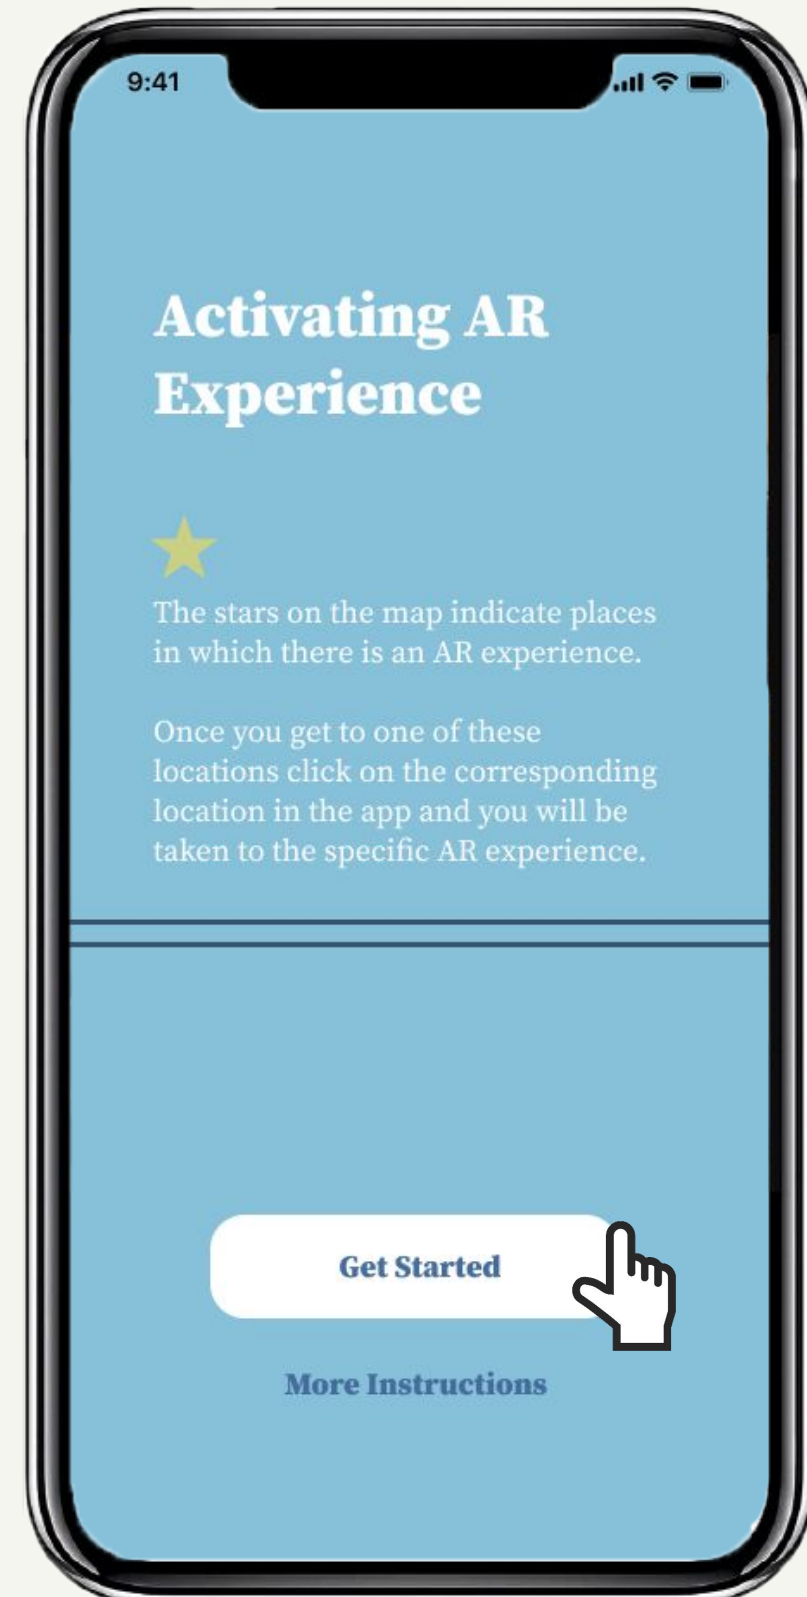 9:41
Activating AR
Experience
The stars on the map indicate places
in which there is an AR experience.
Once you get to one of these
locations click on the corresponding
location in the app and you will be
taken to the specific AR experience.
Get Started
More Instructions